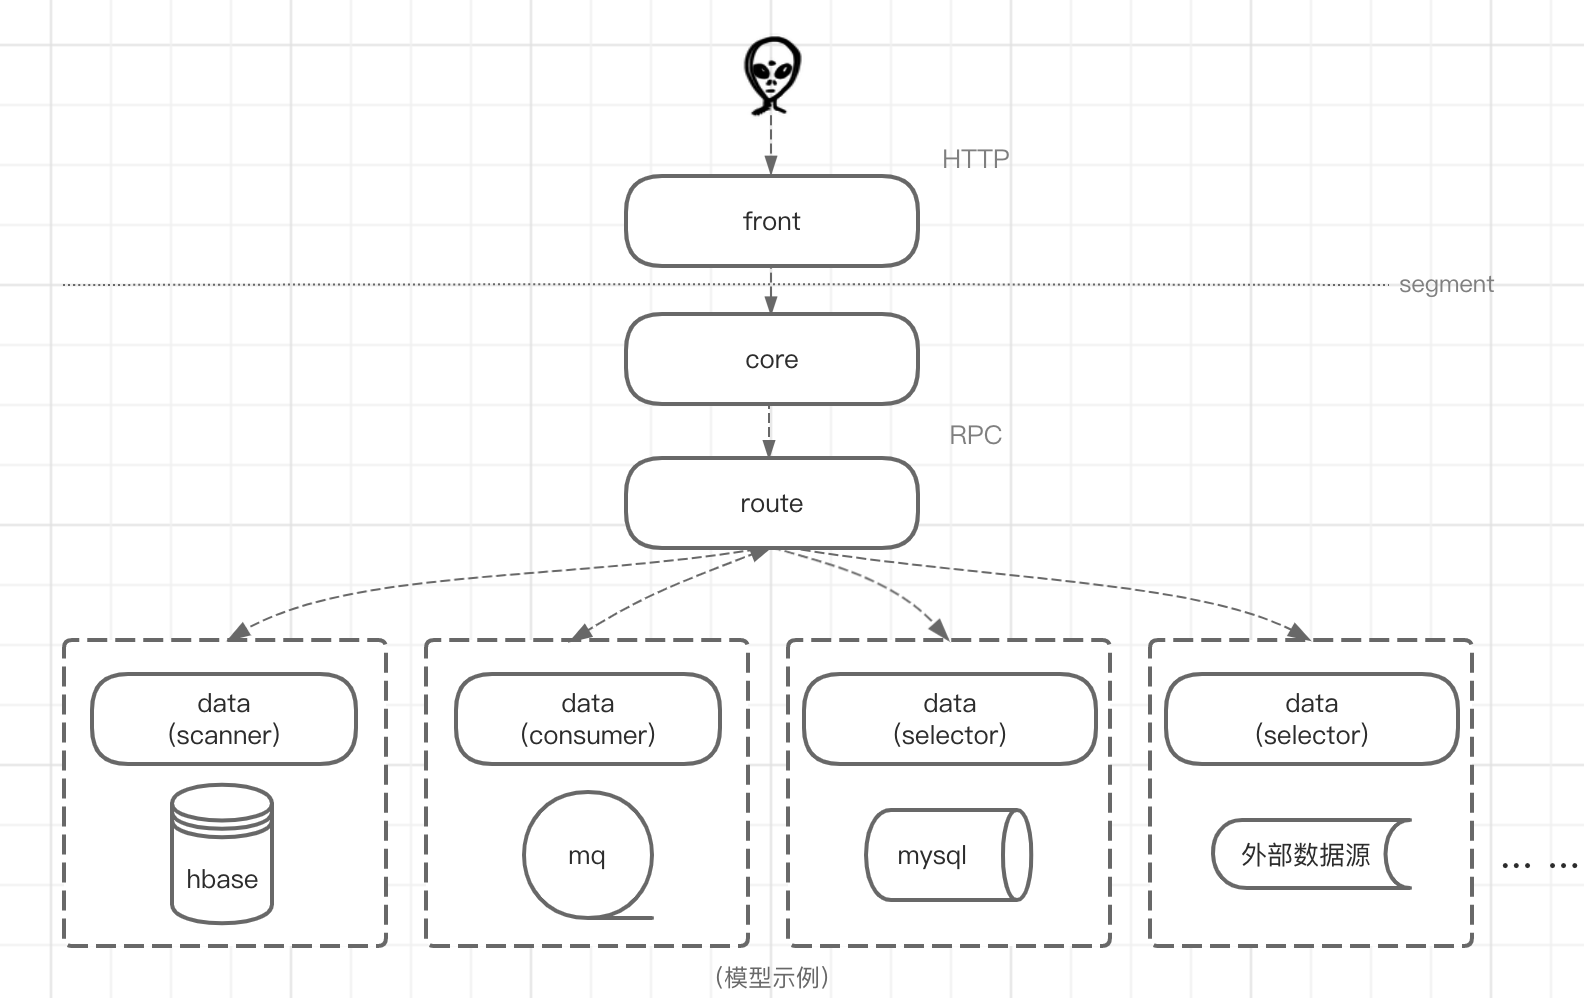 HTTP
front
segment
core
RPC
route
data
(scanner)
data
(consumer)
data
(selector)
data
(selector)
hbase
mq
mysql
外部数据源
... ...
(模型示例)